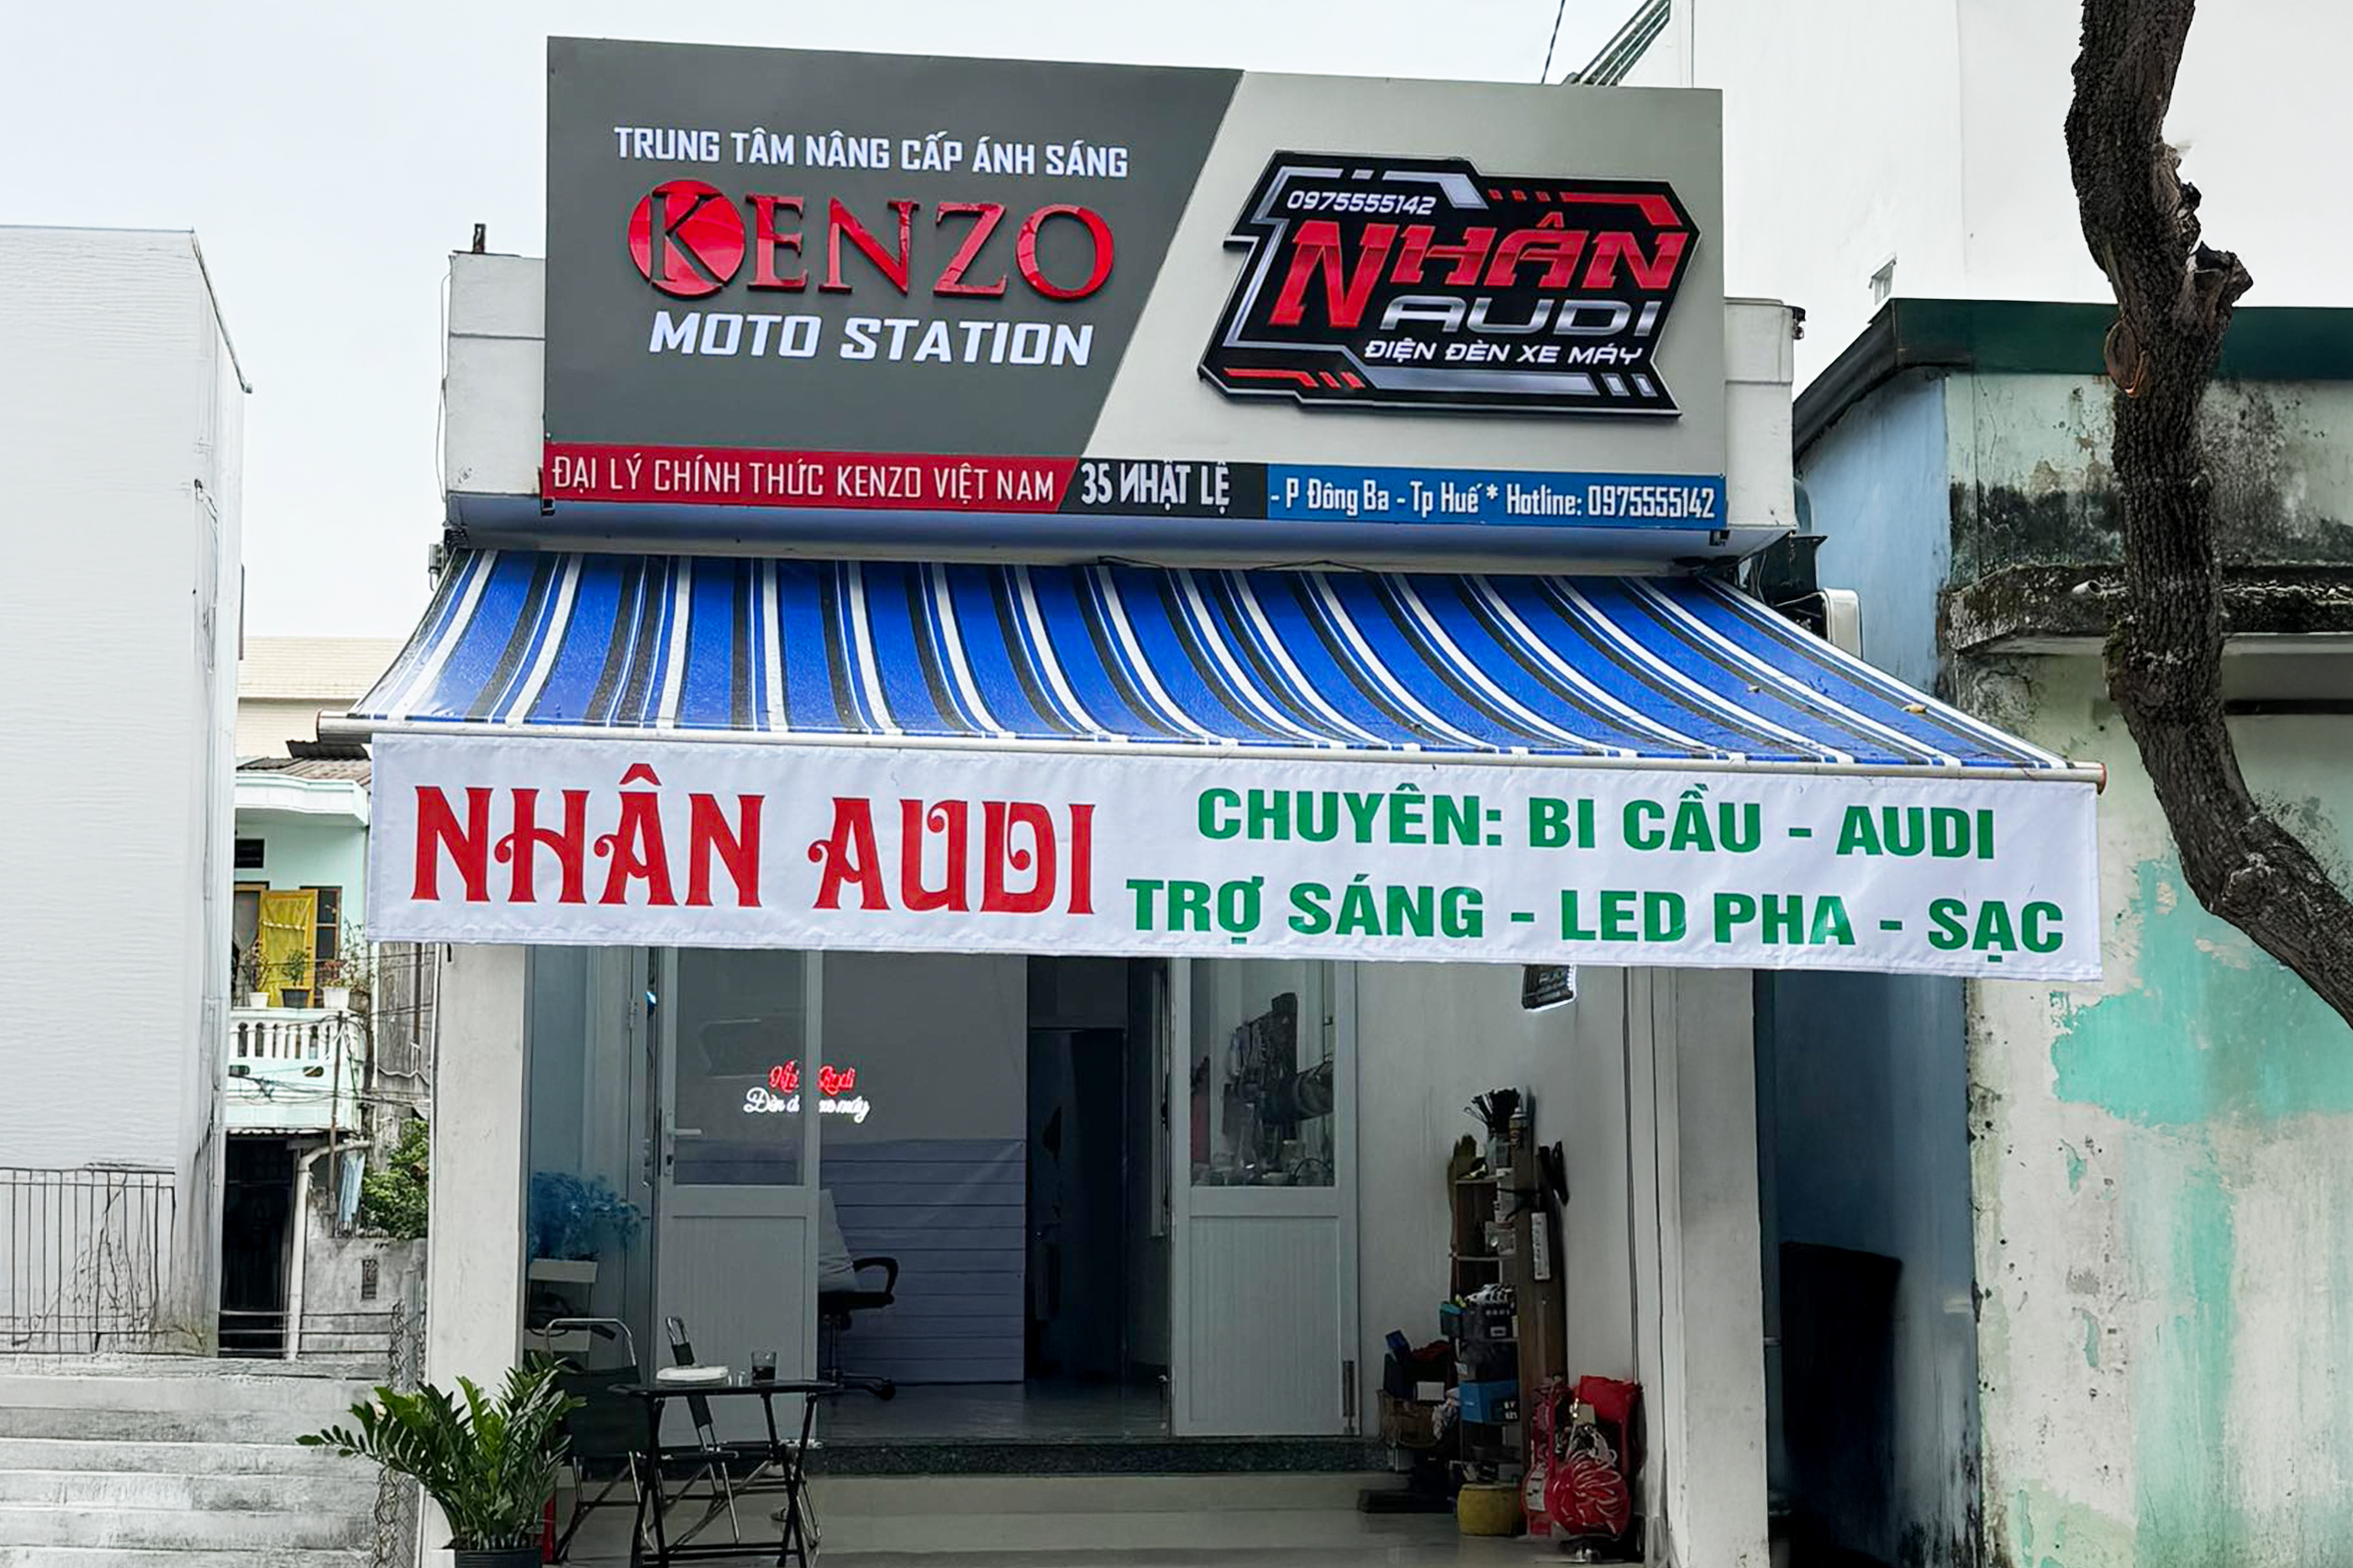 TRUNG TÂM NÂNG CẤP ÁNH SÁNG
KENZO
MOTO STATION
0975555142
NHÂN
AUDI
ĐIỆN ĐÈN XE MÁY
ĐẠI LÝ CHÍNH THỨC KENZO VIỆT NAM 35 NHẬT LỆ - P Đông Ba - Tp Huế * Hotline: 0975555142
NHÂN AUDI
CHUYÊN: BI CẦU - AUDI
TRỢ SÁNG - LED PHA - SẠC